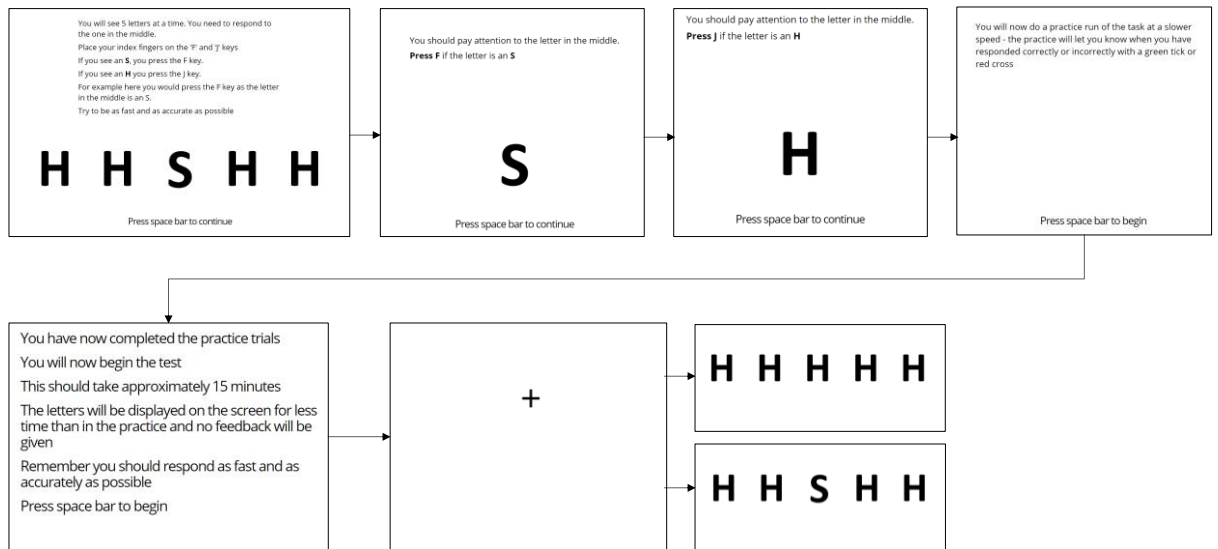 You will see 5 letters at a time. You need to respond to
the one in the middle.
Place your index fingers on the 'F' and 'J' keys
If you see an S, you press the F key.
If you see an H you press the J key.
For example here you would press the F key as the letter
in the middle is an S.
Try to be as fast and as accurate as possible
H H S H H
Press space bar to continue
You should pay attention to the letter in the middle.
Press F if the letter is an S
S
Press space bar to continue
You should pay attention to the letter in the middle.
Press J if the letter is an H
H
Press space bar to continue
You will now do a practice run of the task at a slower
speed - the practice will let you know when you have
responded correctly or incorrectly with a green tick or
red cross
Press space bar to begin
You have now completed the practice trials
You will now begin the test
This should take approximately 15 minutes
The letters will be displayed on the screen for less
time than in the practice and no feedback will be
given
Remember you should respond as fast and as
accurately as possible
Press space bar to begin
+
H H H H H
H H S H H